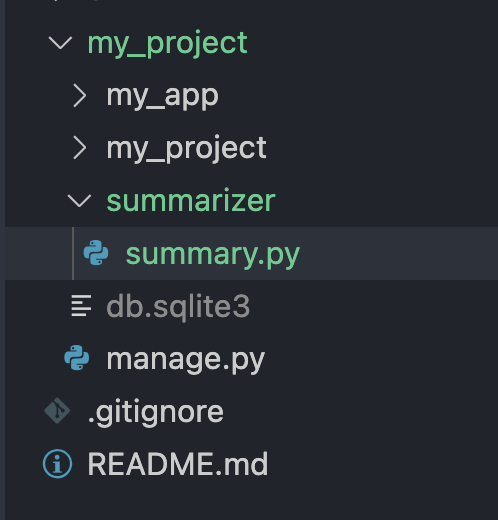 my_project
my_app
my_project
summarizer
summary.py
db.sqlite3
manage.py
.gitignore
README.md